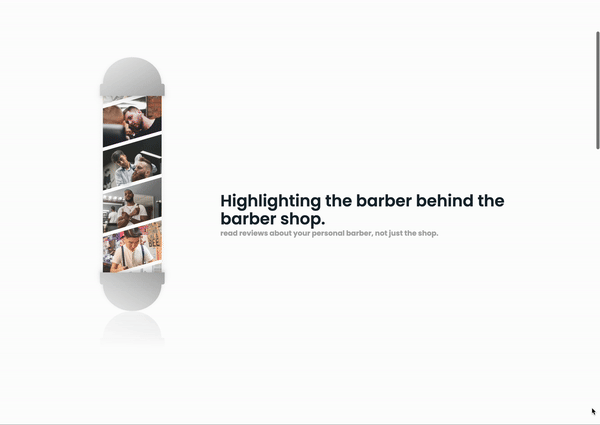 Highlighting the barber behind the
barber shop.
read reviews about your personal barber, not just the shop.